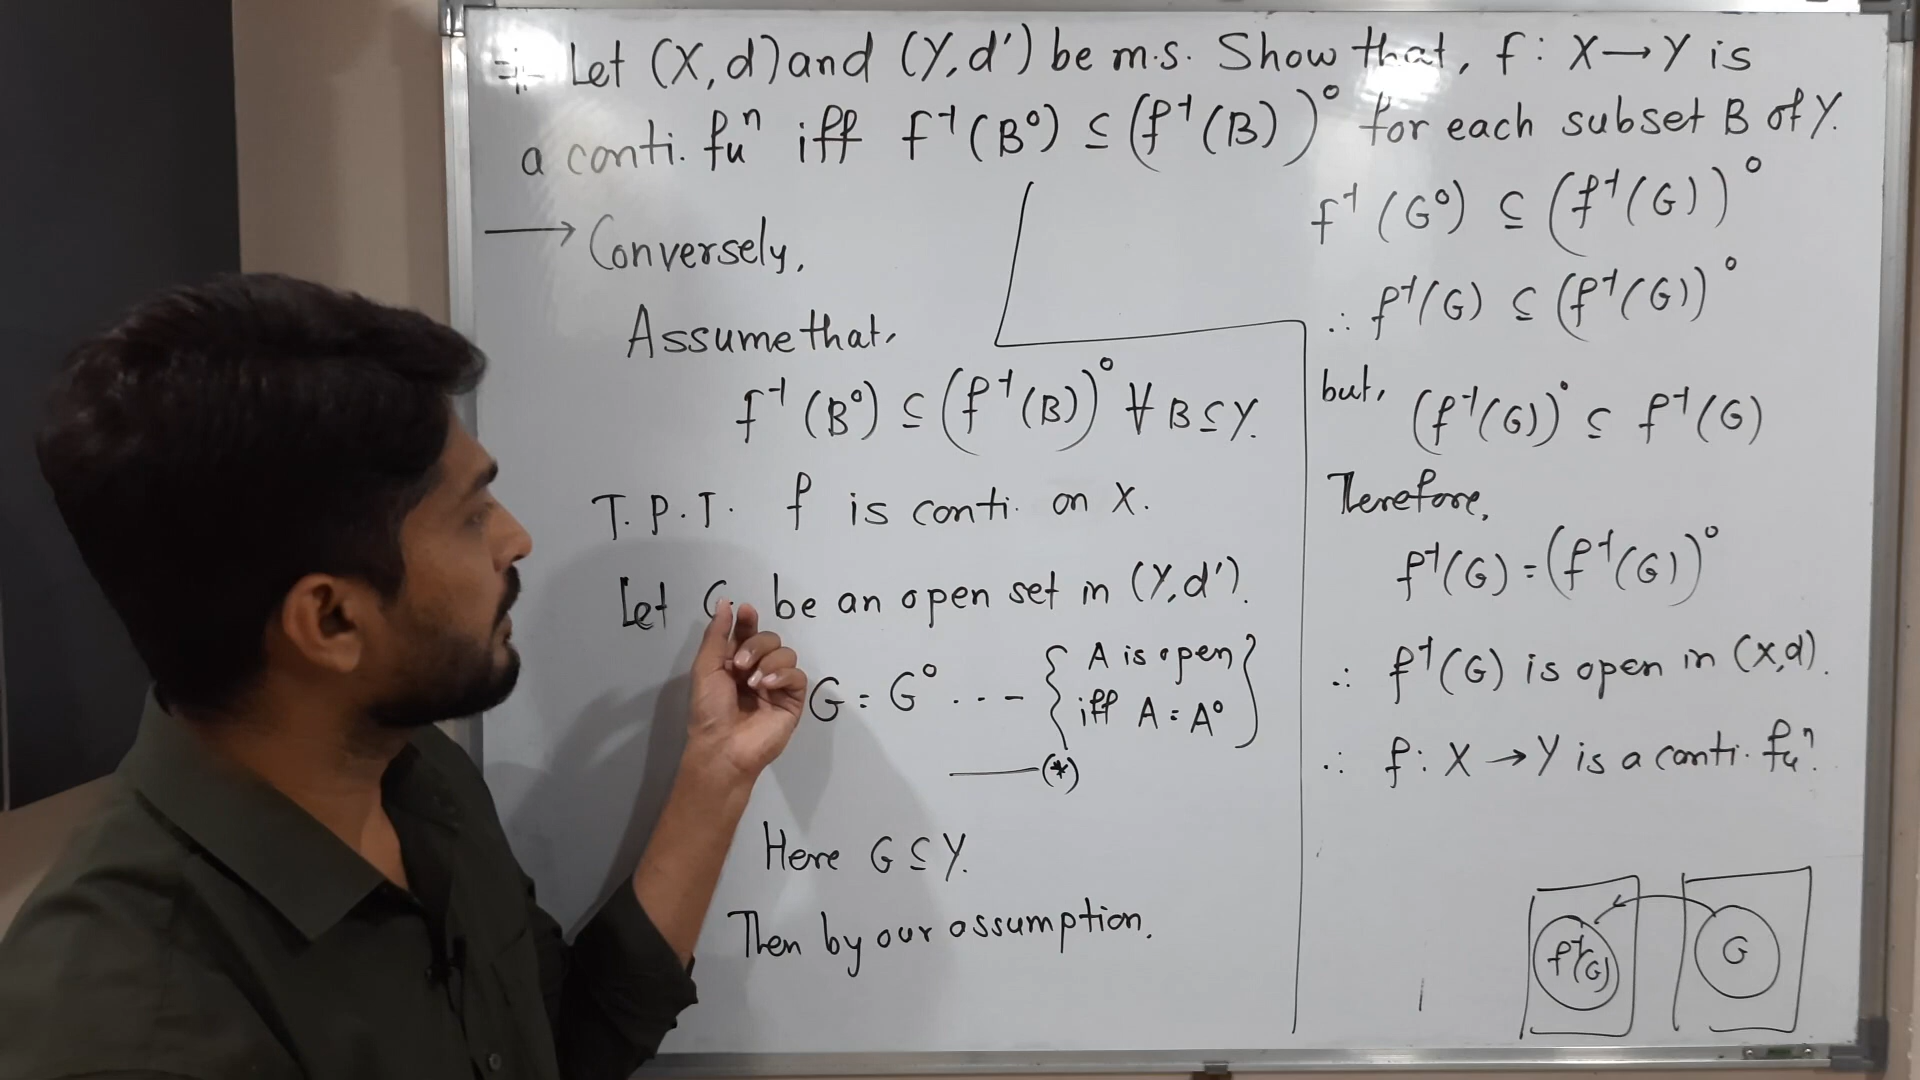 Let (X, d) and (Y, d') be m.s. Show that, f : X → Y is
a conti. fuⁿ iff f⁻¹(B°) ⊆ (f⁻¹(B))° for each subset B of Y.
→ Conversely,
Assume that,
f⁻¹(B°) ⊆ (f⁻¹(B))° ∀ B ⊆ Y.
T.P.T. f is conti. on X.
Let G be an open set in (Y, d').
G = G° ... - { A is open
iff A = A° }
—— (*)
Here G ⊆ Y.
Then by our assumption,
f⁻¹(G°) ⊆ (f⁻¹(G))°
∴ f⁻¹(G) ⊆ (f⁻¹(G))°
but, (f⁻¹(G))° ⊆ f⁻¹(G)
Therefore,
f⁻¹(G) = (f⁻¹(G))°
∴ f⁻¹(G) is open in (X, d).
∴ f : X → Y is a conti. fuⁿ.
f⁻¹(G) G